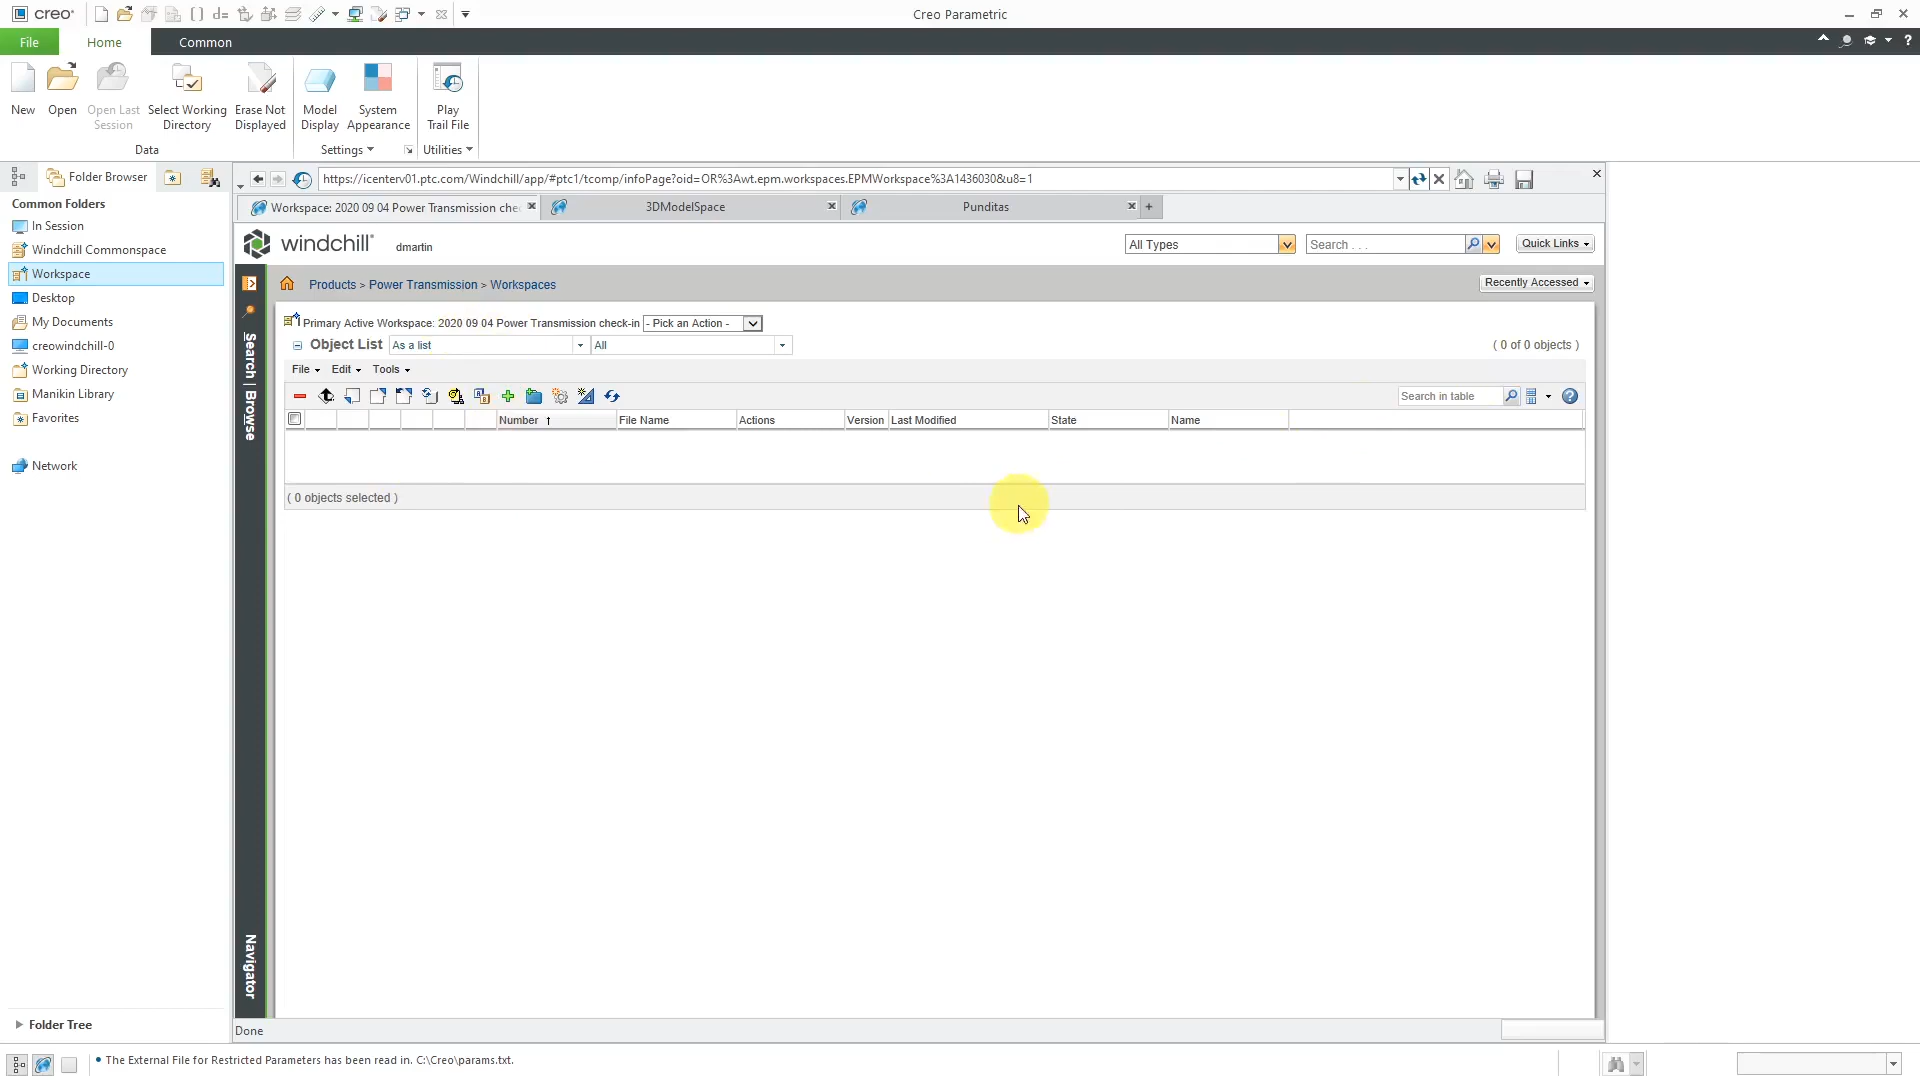 creo°
Creo Parametric
File Home Common
New Open Open Last Session Select Working Directory Erase Not Displayed Model Display System Appearance Play Trail File
Data Settings Utilities
Folder Browser
Common Folders
In Session
Windchill Commonspace
Workspace
Desktop
My Documents
creowindchill-0
Working Directory
Manikin Library
Favorites
Network
Folder Tree
https://icenterv01.ptc.com/Windchill/app/#ptc1/tcomp/infoPage?oid=OR%3Awt.epm.workspaces.EPMWorkspace%3A1436030&u8=1
Workspace: 2020 09 04 Power Transmission che 3DModelSpace Punditas +
windchill® dmartin All Types Search . . . Quick Links
Products > Power Transmission > Workspaces Recently Accessed
Search | Browse
Navigator
Primary Active Workspace: 2020 09 04 Power Transmission check-in - Pick an Action -
Object List As a list All ( 0 of 0 objects )
File Edit Tools
Search in table
Number ↑ File Name Actions Version Last Modified State Name
( 0 objects selected )
Done
• The External File for Restricted Parameters has been read in. C:\Creo\params.txt.